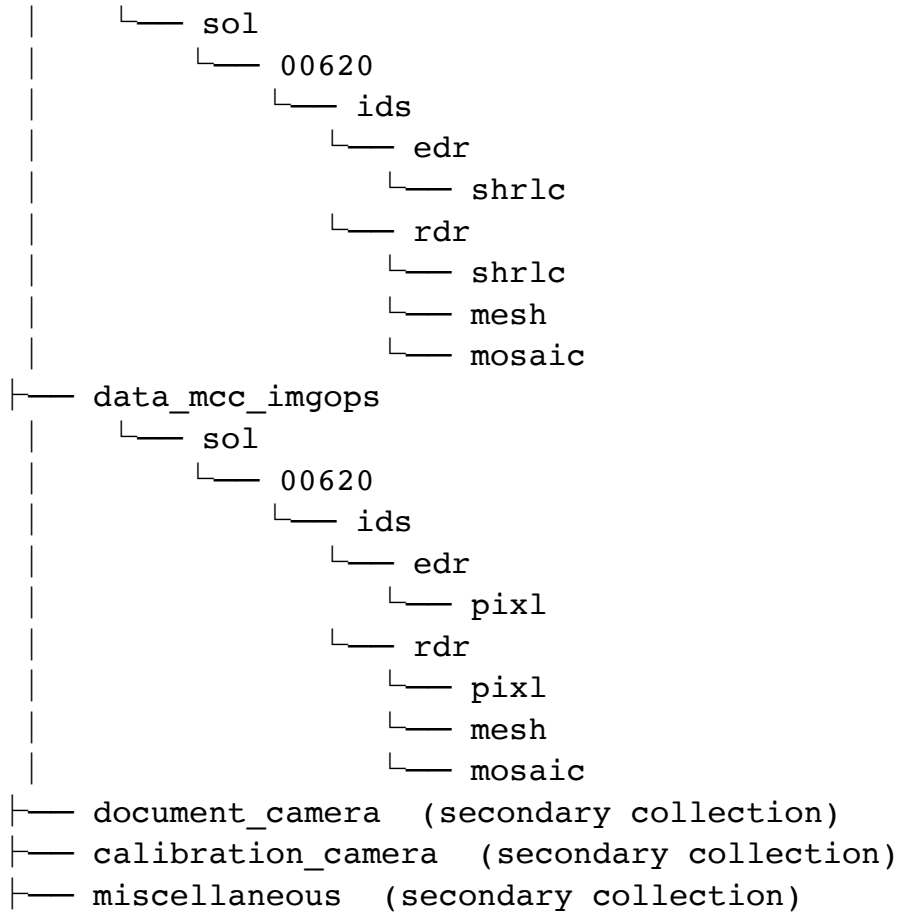 │ └── sol
│ └── 00620
│ └── ids
│ └── edr
│ └── shrlc
│ └── rdr
│ └── shrlc
│ └── mesh
│ └── mosaic
├── data_mcc_imgops
│ └── sol
│ └── 00620
│ └── ids
│ └── edr
│ └── pixl
│ └── rdr
│ └── pixl
│ └── mesh
│ └── mosaic
├── document_camera (secondary collection)
├── calibration_camera (secondary collection)
├── miscellaneous (secondary collection)